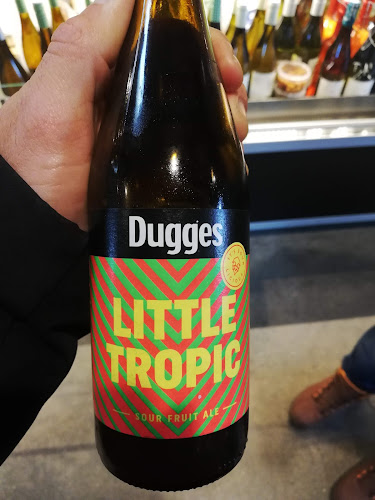 Dugges
LITTLE
TROPIC
SOUR FRUIT ALE